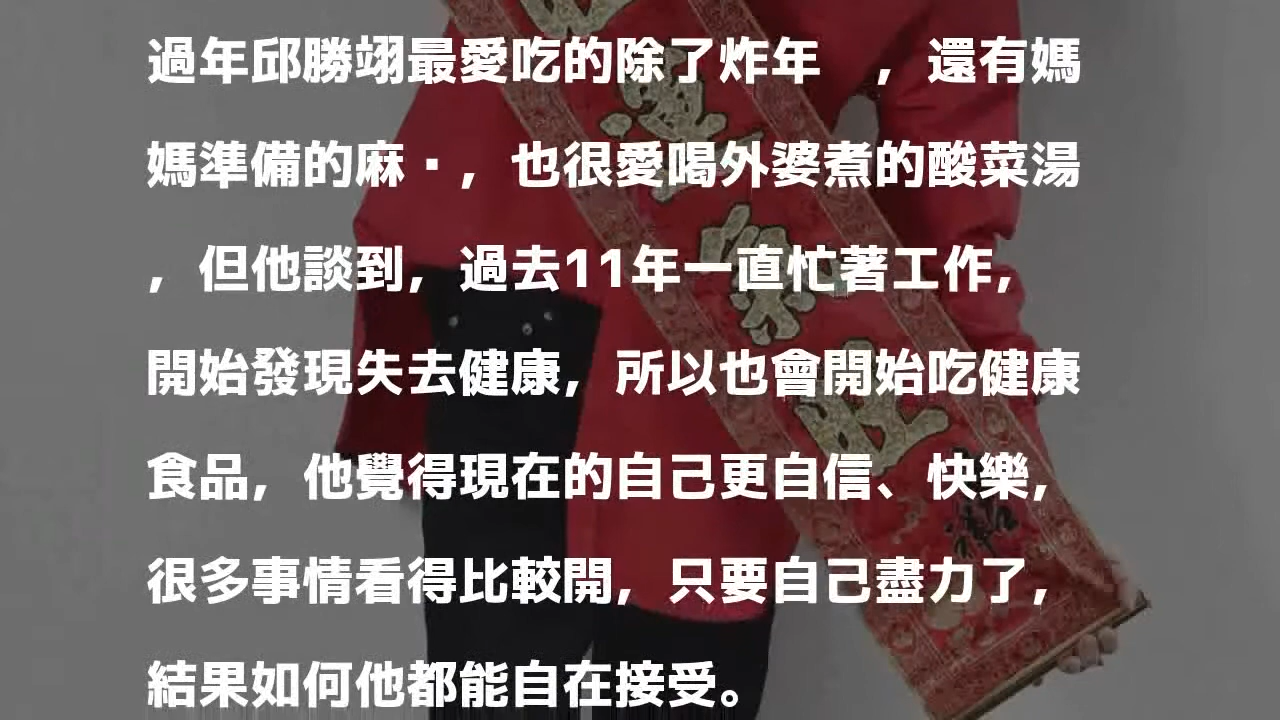 過年邱勝翊最愛吃的除了炸年　，還有媽
媽準備的麻·，也很愛喝外婆煮的酸菜湯
，但他談到，過去11年一直忙著工作，
開始發現失去健康，所以也會開始吃健康
食品，他覺得現在的自己更自信、快樂，
很多事情看得比較開，只要自己盡力了，
結果如何他都能自在接受。